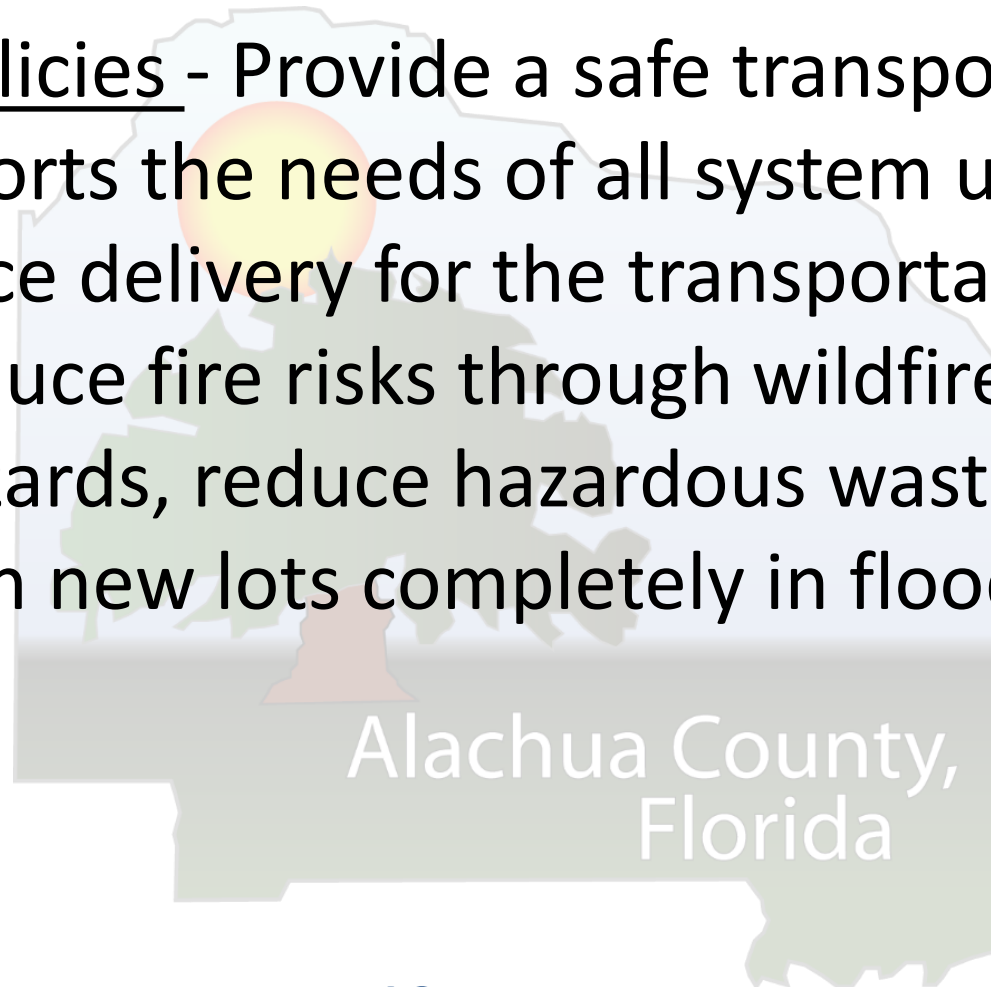 licies - Provide a safe transpo
orts the needs of all system u
ce delivery for the transporta
uce fire risks through wildfire
ards, reduce hazardous wast
n new lots completely in floo
Alachua County,
Florida